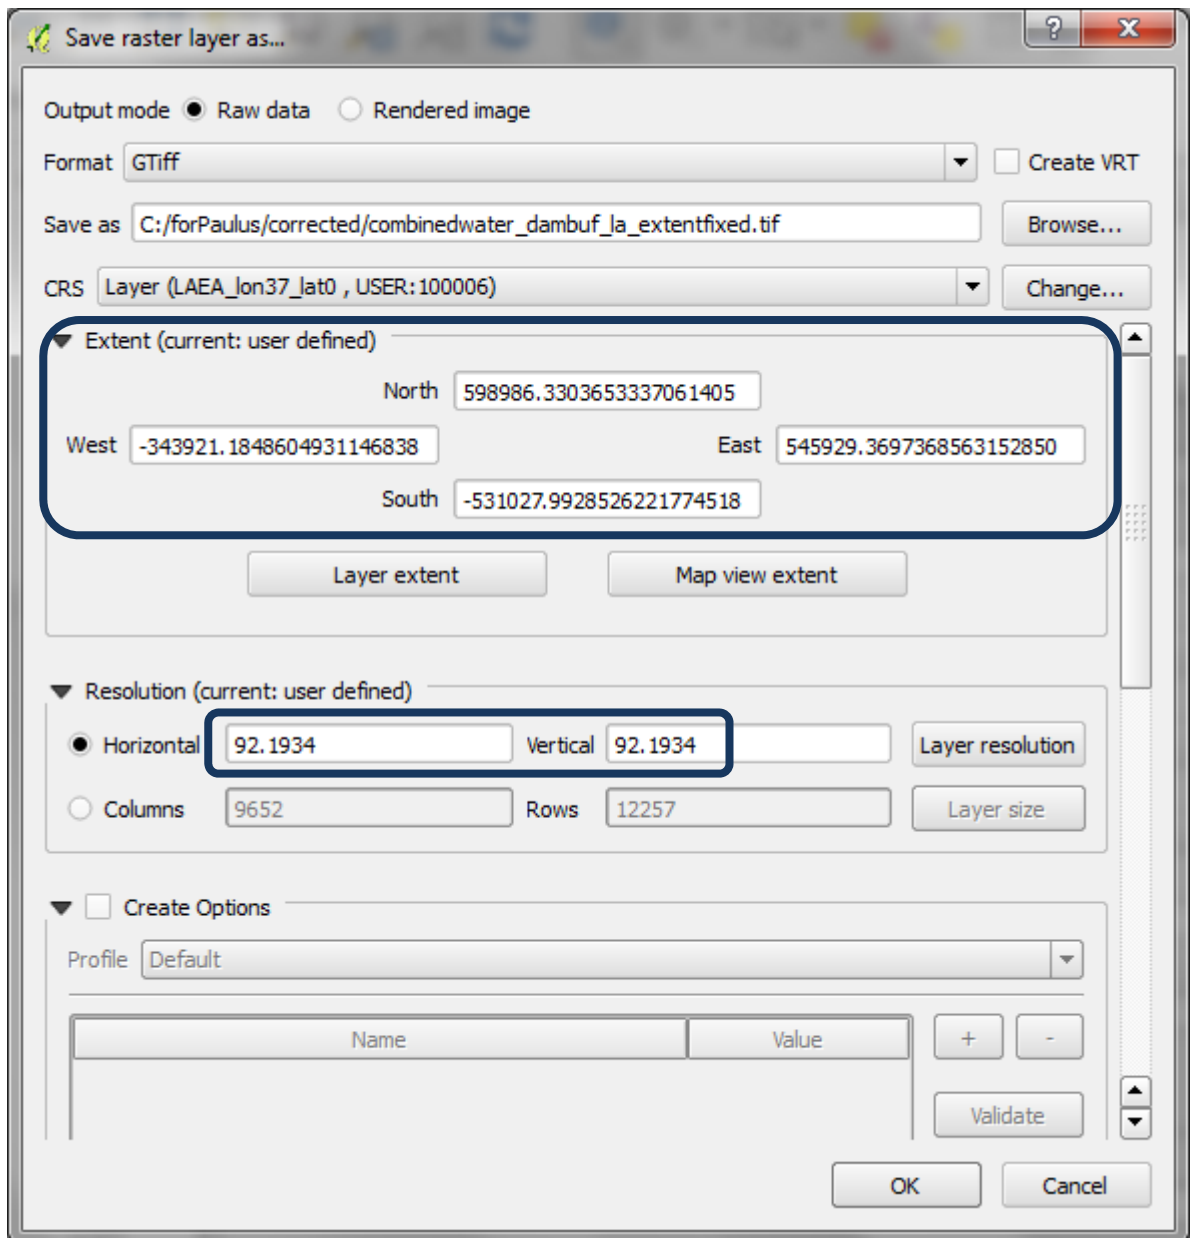 Save raster layer as...
?
Output mode Raw data Rendered image
Format GTiff Create VRT
Save as C:/forPaulus/corrected/combinedwater_dambuf_la_extentfixed.tif Browse...
CRS Layer (LAEA_lon37_lat0 , USER:100006) Change...
Extent (current: user defined)
North 598986.3303653337061405
West -343921.1848604931146838 East 545929.3697368563152850
South -531027.9928526221774518
Layer extent Map view extent
Resolution (current: user defined)
Horizontal 92.1934 Vertical 92.1934 Layer resolution
Columns 9652 Rows 12257 Layer size
Create Options
Profile Default
Name Value + -
Validate
OK Cancel